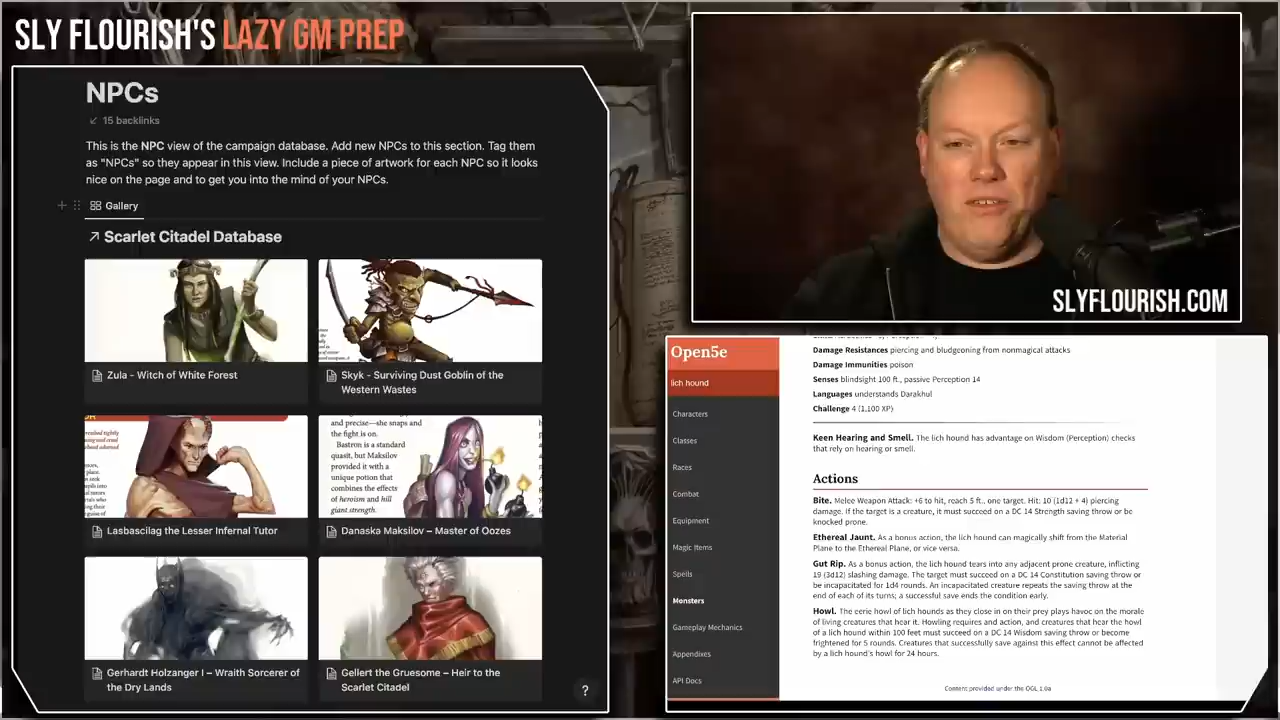 SLY FLOURISH'S LAZY GM PREP
NPCs
15 backlinks
This is the NPC view of the campaign database. Add new NPCs to this section. Tag them
as "NPCs" so they appear in this view. Include a piece of artwork for each NPC so it looks
nice on the page and to get you into the mind of your NPCs.
Gallery
Scarlet Citadel Database
Zula - Witch of White Forest
Skyk - Surviving Dust Goblin of the
Western Wastes
and precise—she snaps and
the fight is on.
Bastron is a standard
quasit, but Maksilov
provided it with a
unique potion that
combines the effects
of heroism and hill
giant strength.
Lasbascilag the Lesser Infernal Tutor
Danaska Maksilov – Master of Oozes
Gerhardt Holzanger I – Wraith Sorcerer of
the Dry Lands
Gellert the Gruesome – Heir to the
Scarlet Citadel
?
SLYFLOURISH.COM
Open5e
lich hound
Characters
Classes
Races
Combat
Equipment
Magic Items
Spells
Monsters
Gameplay Mechanics
Appendixes
API Docs
Damage Resistances piercing and bludgeoning from nonmagical attacks
Damage Immunities poison
Senses blindsight 100 ft., passive Perception 14
Languages understands Darakhul
Challenge 4 (1,100 XP)
Keen Hearing and Smell. The lich hound has advantage on Wisdom (Perception) checks
that rely on hearing or smell.
Actions
Bite. Melee Weapon Attack: +6 to hit, reach 5 ft., one target. Hit: 10 (1d12 + 4) piercing
damage. If the target is a creature, it must succeed on a DC 14 Strength saving throw or be
knocked prone.
Ethereal Jaunt. As a bonus action, the lich hound can magically shift from the Material
Plane to the Ethereal Plane, or vice versa.
Gut Rip. As a bonus action, the lich hound tears into any adjacent prone creature, inflicting
19 (3d12) slashing damage. The target must succeed on a DC 14 Constitution saving throw or
be incapacitated for 1d4 rounds. An incapacitated creature repeats the saving throw at the
end of each of its turns; a successful save ends the condition early.
Howl. The eerie howl of lich hounds as they close in on their prey plays havoc on the morale
of living creatures that hear it. Howling requires and action, and creatures that hear the howl
of a lich hound within 100 feet must succeed on a DC 14 Wisdom saving throw or become
frightened for 5 rounds. Creatures that successfully save against this effect cannot be affected
by a lich hound's howl for 24 hours.
Content provided under the OGL 1.0a